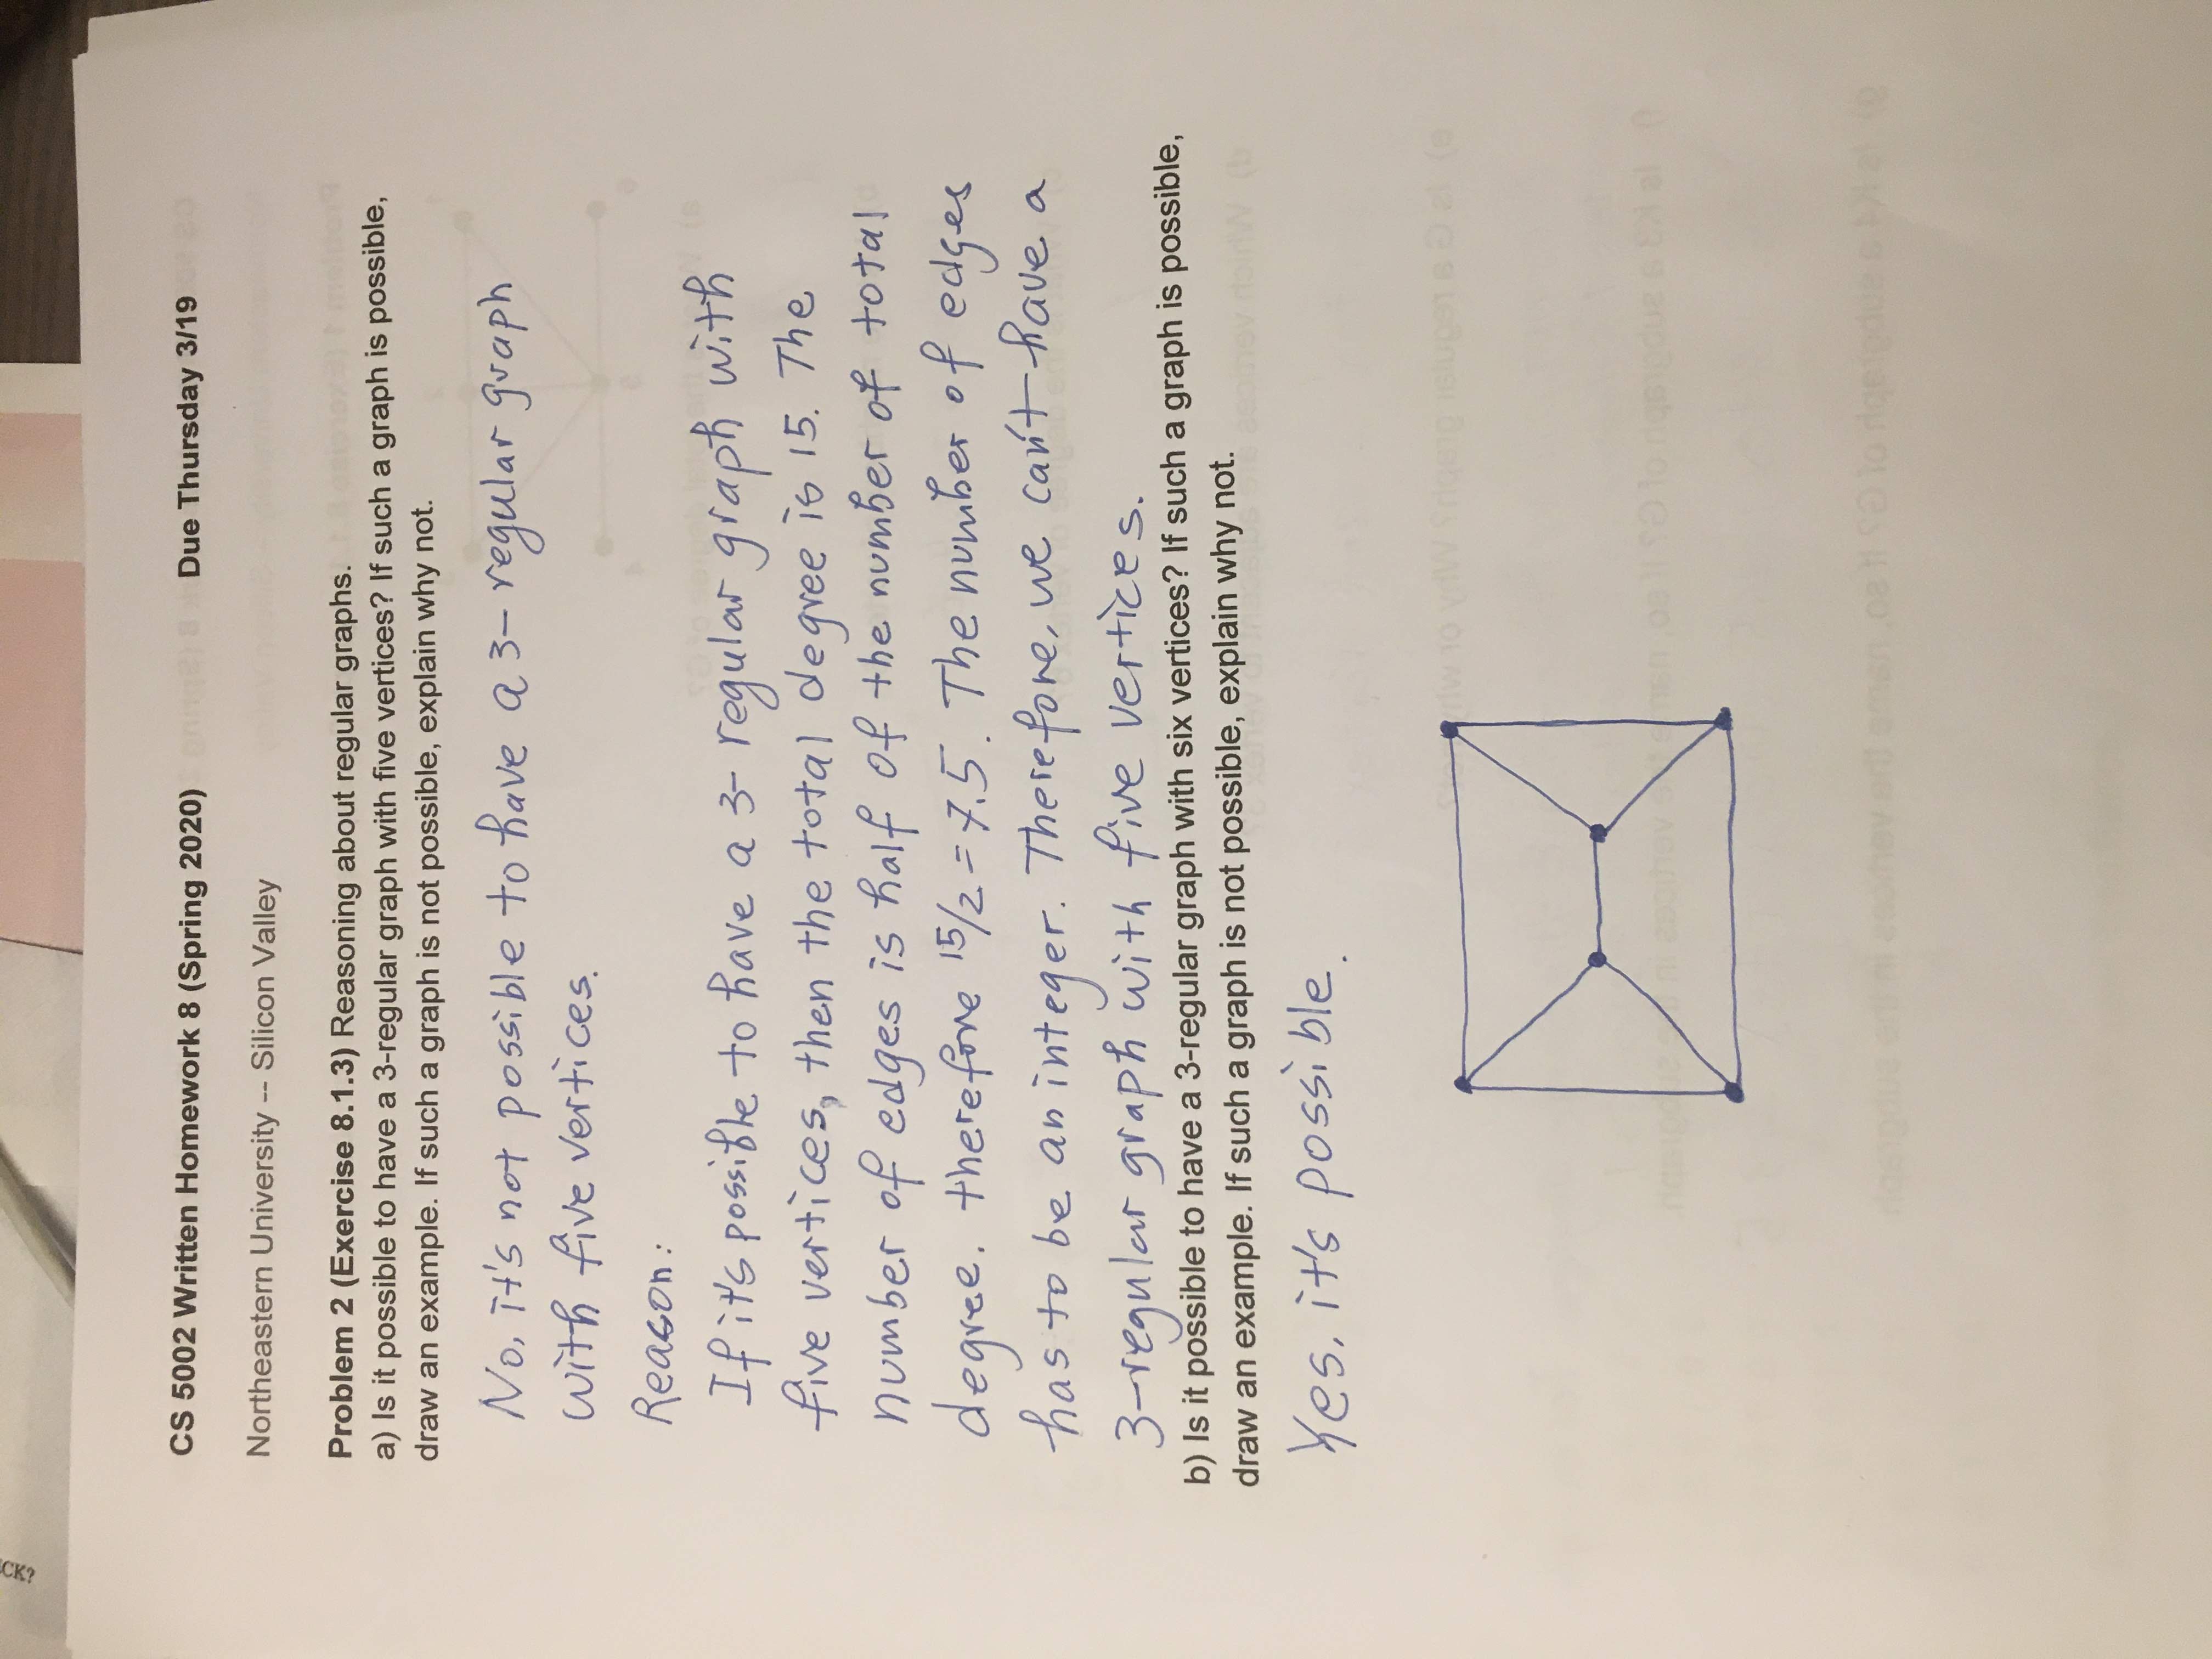 CK?
CS 5002 Written Homework 8 (Spring 2020) Due Thursday 3/19
Northeastern University -- Silicon Valley
Problem 2 (Exercise 8.1.3) Reasoning about regular graphs.
a) Is it possible to have a 3-regular graph with five vertices? If such a graph is possible,
draw an example. If such a graph is not possible, explain why not.
No, it's not possible to have a 3-regular graph
with five vertices.
Reason:
If it's possible to have a 3-regular graph with
five vertices, then the total degree is 15. The
number of edges is half of the number of total
degree. therefore 15/2 = 7.5. The number of edges
has to be an integer. Therefore, we can't have a
3-regular graph with five vertices.
b) Is it possible to have a 3-regular graph with six vertices? If such a graph is possible,
draw an example. If such a graph is not possible, explain why not.
Yes, it's possible.